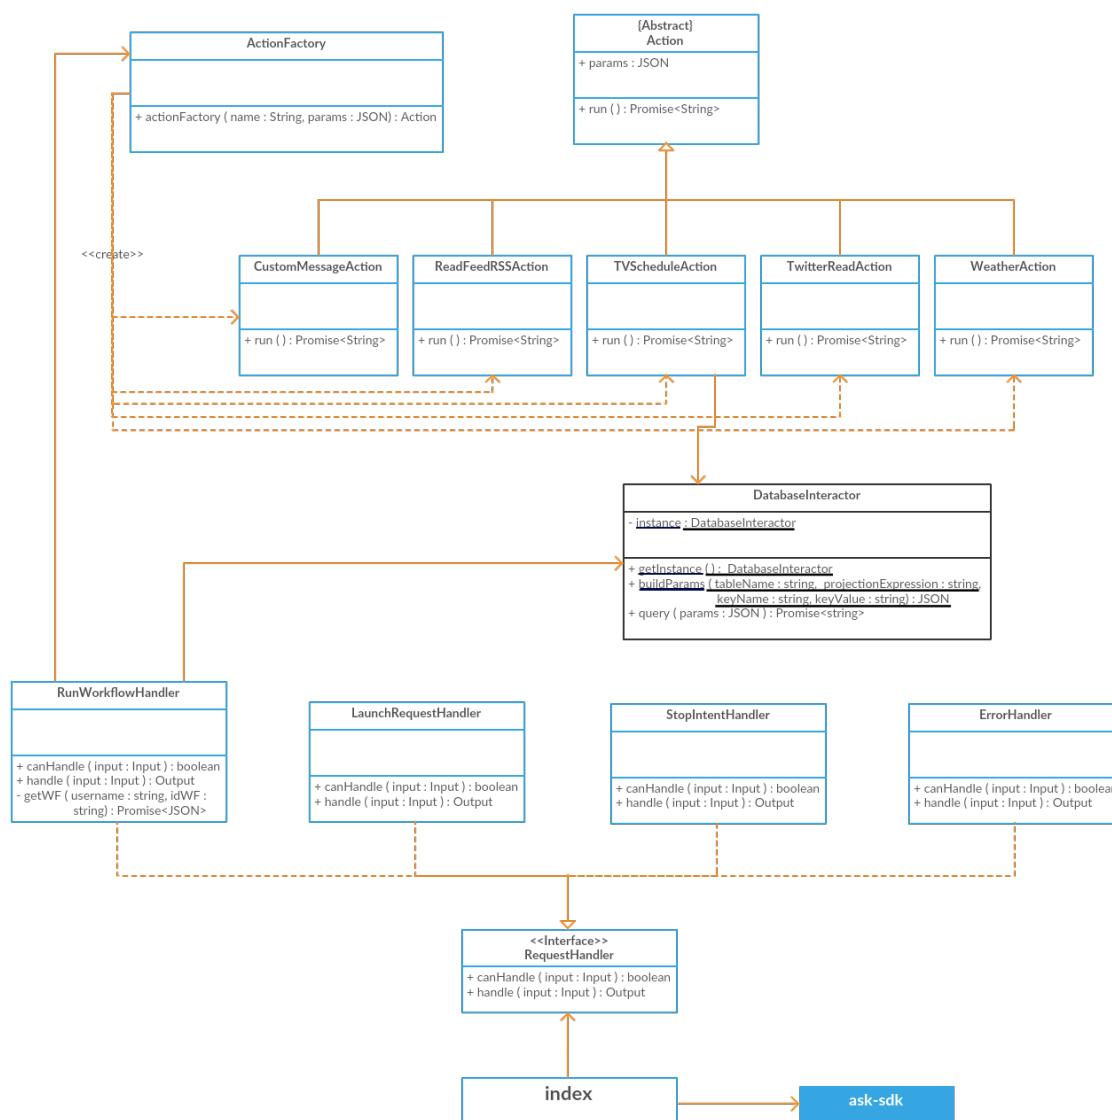 ActionFactory
+ actionFactory ( name : String, params : JSON) : Action
{Abstract}
Action
+ params : JSON
+ run ( ) : Promise<String>
<<create>>
CustomMessageAction
+ run ( ) : Promise<String>
ReadFeedRSSAction
+ run ( ) : Promise<String>
TVScheduleAction
+ run ( ) : Promise<String>
TwitterReadAction
+ run ( ) : Promise<String>
WeatherAction
+ run ( ) : Promise<String>
DatabaseInteractor
- instance : DatabaseInteractor
+ getInstance ( ) : DatabaseInteractor
+ buildParams ( tableName : string, projectionExpression : string,
keyName : string, keyValue : string) : JSON
+ query ( params : JSON ) : Promise<string>
RunWorkflowHandler
+ canHandle ( input : Input ) : boolean
+ handle ( input : Input ) : Output
- getWF ( username : string, idWF :
string) : Promise<JSON>
LaunchRequestHandler
+ canHandle ( input : Input ) : boolean
+ handle ( input : Input ) : Output
StopIntentHandler
+ canHandle ( input : Input ) : boolean
+ handle ( input : Input ) : Output
ErrorHandler
+ canHandle ( input : Input ) : boolean
+ handle ( input : Input ) : Output
<<Interface>>
RequestHandler
+ canHandle ( input : Input ) : boolean
+ handle ( input : Input ) : Output
index
ask-sdk